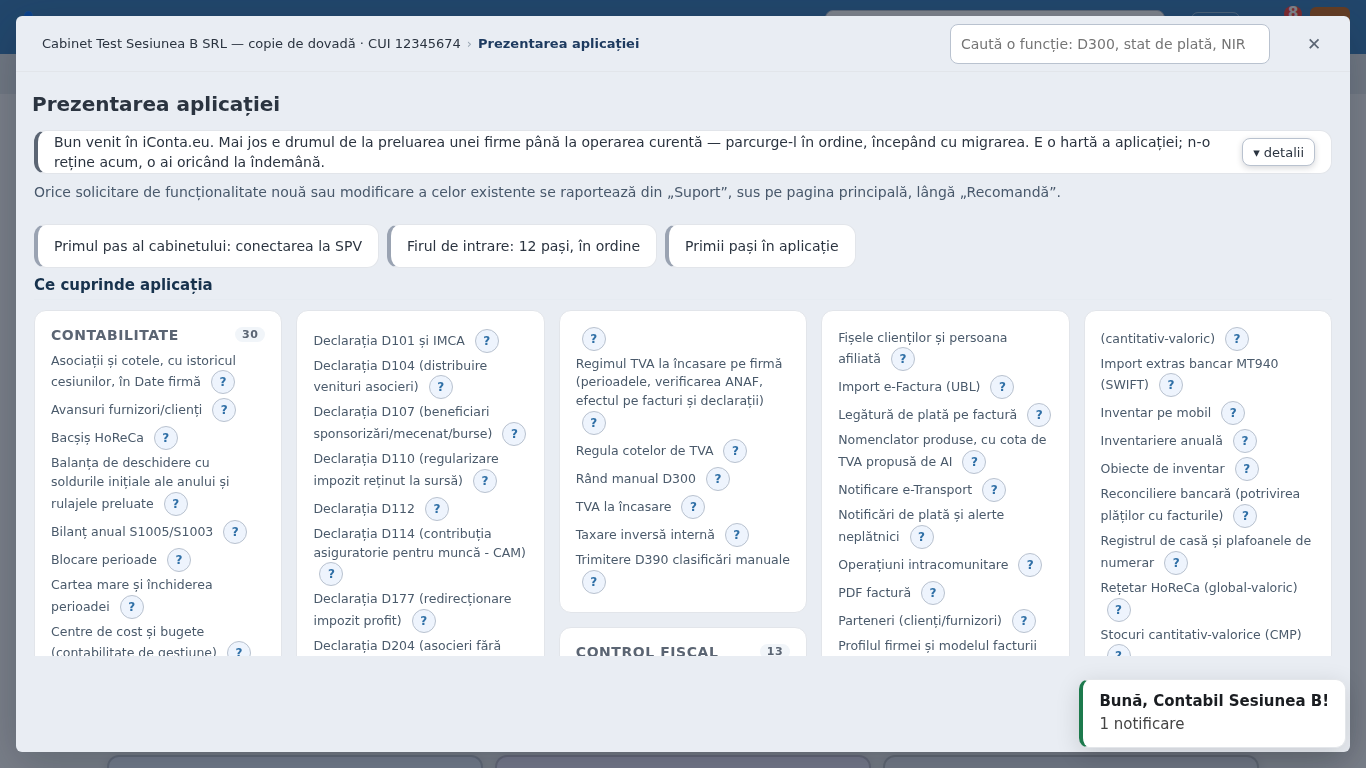 8
Cabinet Test Sesiunea B SRL — copie de dovadă · CUI 12345674 › Prezentarea aplicației
Caută o funcție: D300, stat de plată, NIR
✕
Prezentarea aplicației
Bun venit în iConta.eu. Mai jos e drumul de la preluarea unei firme până la operarea curentă — parcurge-l în ordine, începând cu migrarea. E o hartă a aplicației; n-o
reține acum, o ai oricând la îndemână.
▾ detalii
Orice solicitare de funcționalitate nouă sau modificare a celor existente se raportează din „Suport”, sus pe pagina principală, lângă „Recomandă”.
Primul pas al cabinetului: conectarea la SPV
Firul de intrare: 12 pași, în ordine
Primii pași în aplicație
Ce cuprinde aplicația
CONTABILITATE 30
Asociații și cotele, cu istoricul
cesiunilor, în Date firmă ?
Avansuri furnizori/clienți ?
Bacșiș HoReCa ?
Balanța de deschidere cu
soldurile inițiale ale anului și
rulajele preluate ?
Bilanț anual S1005/S1003 ?
Blocare perioade ?
Cartea mare și închiderea
perioadei ?
Centre de cost și bugete
(contabilitate de gestiune) ?
Declarația D101 și IMCA ?
Declarația D104 (distribuire
venituri asocieri) ?
Declarația D107 (beneficiari
sponsorizări/mecenat/burse) ?
Declarația D110 (regularizare
impozit reținut la sursă) ?
Declarația D112 ?
Declarația D114 (contribuția
asiguratorie pentru muncă - CAM)
?
Declarația D177 (redirecționare
impozit profit) ?
Declarația D204 (asocieri fără
?
Regimul TVA la încasare pe firmă
(perioadele, verificarea ANAF,
efectul pe facturi și declarații)
?
Regula cotelor de TVA ?
Rând manual D300 ?
TVA la încasare ?
Taxare inversă internă ?
Trimitere D390 clasificări manuale
?
CONTROL FISCAL 13
Fișele clienților și persoana
afiliată ?
Import e-Factura (UBL) ?
Legătură de plată pe factură ?
Nomenclator produse, cu cota de
TVA propusă de AI ?
Notificare e-Transport ?
Notificări de plată și alerte
neplătnici ?
Operațiuni intracomunitare ?
PDF factură ?
Parteneri (clienți/furnizori) ?
Profilul firmei și modelul facturii
(cantitativ-valoric) ?
Import extras bancar MT940
(SWIFT) ?
Inventar pe mobil ?
Inventariere anuală ?
Obiecte de inventar ?
Reconciliere bancară (potrivirea
plăților cu facturile) ?
Registrul de casă și plafoanele de
numerar ?
Rețetar HoReCa (global-valoric)
?
Stocuri cantitativ-valorice (CMP)
?
Bună, Contabil Sesiunea B!
1 notificare